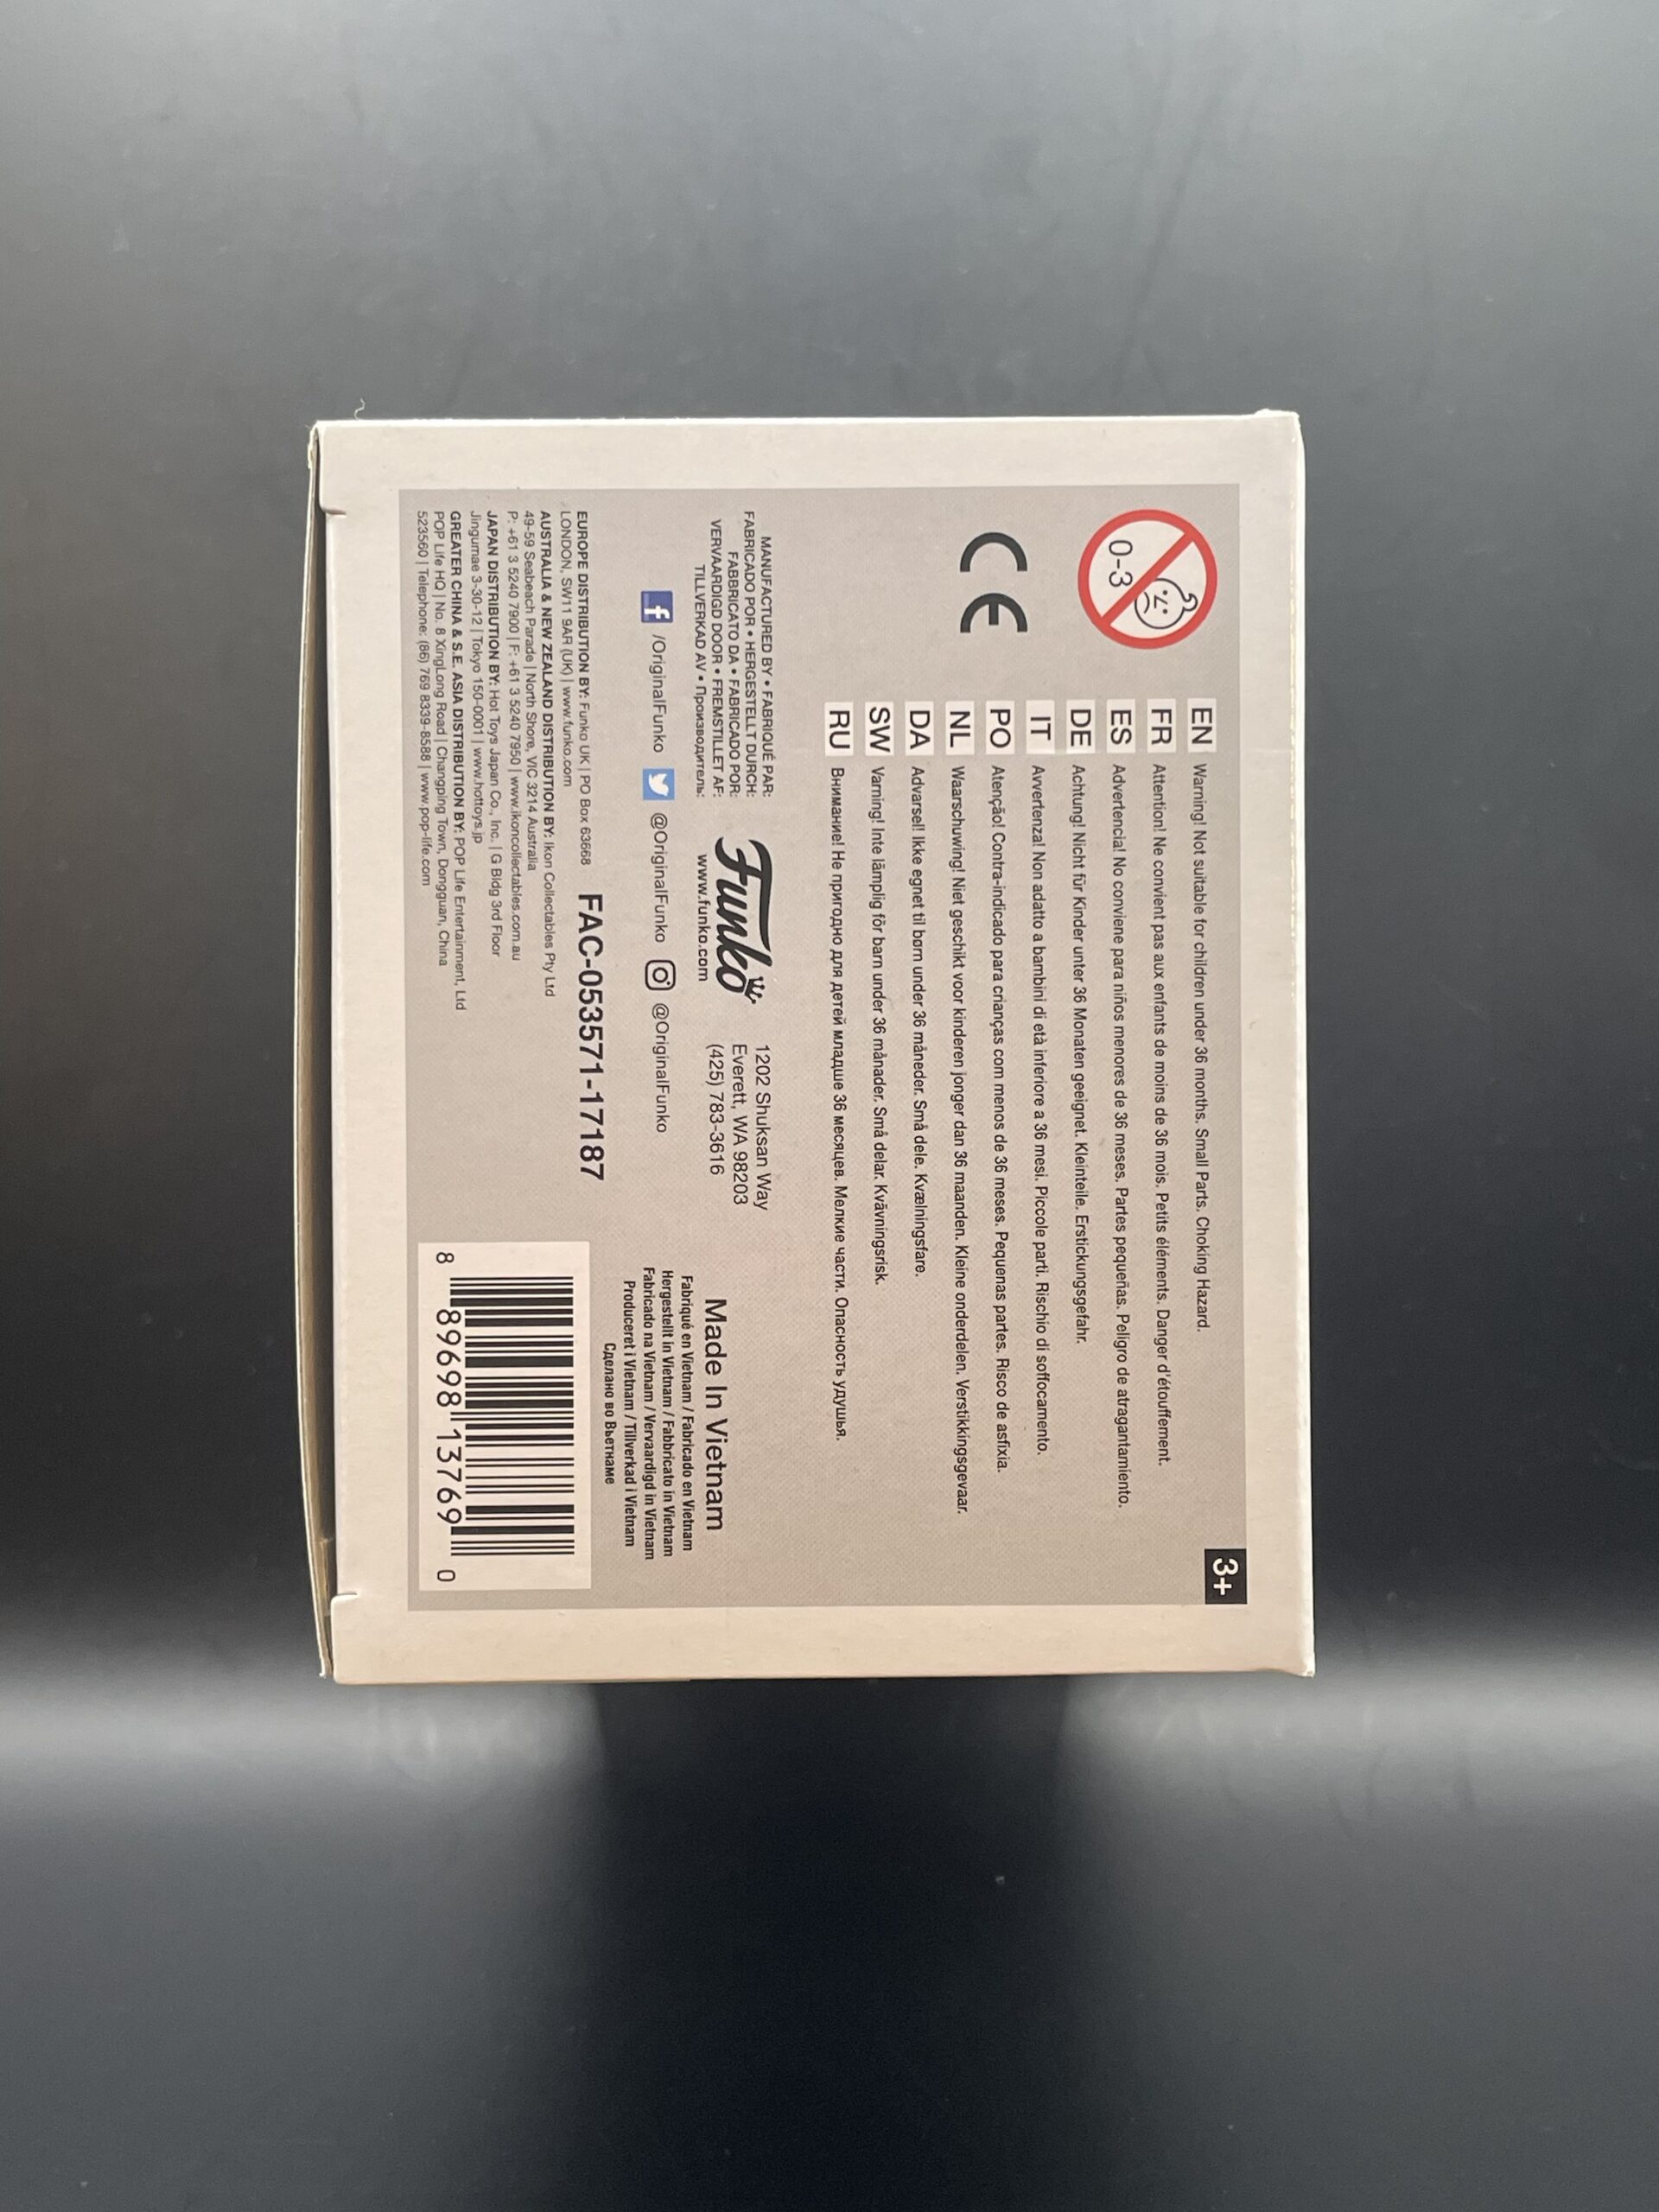 3+
0-3
EN Warning! Not suitable for children under 36 months. Small Parts. Choking Hazard.
FR Attention! Ne convient pas aux enfants de moins de 36 mois. Petits éléments. Danger d'étouffement.
ES Advertencia! No conviene para niños menores de 36 meses. Partes pequeñas. Peligro de atragantamiento.
DE Achtung! Nicht für Kinder unter 36 Monaten geeignet. Kleinteile. Erstickungsgefahr.
IT Avvertenza! Non adatto a bambini di età inferiore a 36 mesi. Piccole parti. Rischio di soffocamento.
PO Atenção! Contra-indicado para crianças com menos de 36 meses. Pequenas partes. Risco de asfixia.
NL Waarschuwing! Niet geschikt voor kinderen jonger dan 36 maanden. Kleine onderdelen. Verstikkingsgevaar.
DA Advarsel! Ikke egnet til børn under 36 måneder. Små dele. Kvælningsfare.
SW Varning! Inte lämplig för barn under 36 månader. Små delar. Kvävningsrisk.
RU Внимание! Не пригодно для детей младше 36 месяцев. Мелкие части. Опасность удушья.
CE
MANUFACTURED BY • FABRIQUÉ PAR:
FABRICADO POR • HERGESTELLT DURCH:
FABBRICATO DA • FABRICADO POR:
VERVAARDIGD DOOR • FREMSTILLET AF:
TILLVERKAD AV • Производитель:
Funko
www.funko.com
1202 Shuksan Way
Everett, WA 98203
(425) 783-3616
/OriginalFunko @OriginalFunko @OriginalFunko
Made In Vietnam
Fabriqué en Vietnam / Fabricado en Vietnam
Hergestellt in Vietnam / Fabbricato in Vietnam
Fabricado na Vietnam / Vervaardigd in Vietnam
Produceret i Vietnam / Tillverkad i Vietnam
Сделано во Вьетнаме
EUROPE DISTRIBUTION BY: Funko UK | PO Box 63668
LONDON, SW11 9AR (UK) | www.funko.com
AUSTRALIA & NEW ZEALAND DISTRIBUTION BY: Ikon Collectables Pty Ltd
49-59 Seabeach Parade | North Shore, VIC 3214 Australia
P: +61 3 5240 7900 | F: +61 3 5240 7950 | www.ikoncollectables.com.au
JAPAN DISTRIBUTION BY: Hot Toys Japan Co., Inc. | G Bldg 3rd Floor
Jingumae 3-30-12 | Tokyo 150-0001 | www.hottoys.jp
GREATER CHINA & S.E. ASIA DISTRIBUTION BY: POP Life Entertainment, Ltd
POP Life HQ | No. 8 XingLong Road | Changping Town, Dongguan, China
523560 | Telephone: (86) 769 8339-8588 | www.pop-life.com
FAC-053571-17187
8 89698 13769 0